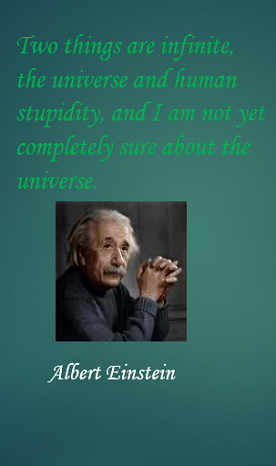 Two things are infinite,
the universe and human
stupidity, and I am not yet
completely sure about the
universe.
Albert Einstein